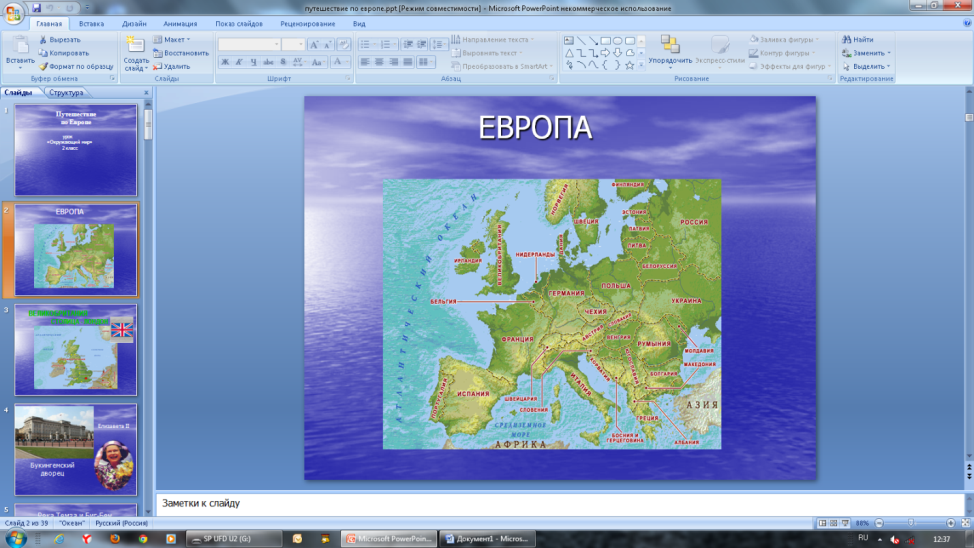 путешествие по европе.ppt [Режим совместимости] - Microsoft PowerPoint некоммерческое использование
Главная Вставка Дизайн Анимация Показ слайдов Рецензирование Вид
Вставить
Вырезать
Копировать
Формат по образцу
Буфер обмена
Создать слайд
Макет
Восстановить
Удалить
Слайды
Ж К Ч abc S AV Aa A
Шрифт
Направление текста
Выровнять текст
Преобразовать в SmartArt
Абзац
Упорядочить
Экспресс-стили
Заливка фигуры
Контур фигуры
Эффекты для фигур
Рисование
Найти
Заменить
Выделить
Редактирование
Слайды Структура
1
Путешествие
по Европе
урок
«Окружающий мир»
2 класс
2
ЕВРОПА
3
4
Елизавета II
Букингемский
дворец
5
Река Темза и Биг-Бен
ЕВРОПА
АТЛАНТИЧЕСКИЙ ОКЕАН
НОРВЕГИЯ
ФИНЛЯНДИЯ
ШВЕЦИЯ
ЭСТОНИЯ
РОССИЯ
ЛАТВИЯ
ЛИТВА
ДАНИЯ
ВЕЛИКОБРИТАНИЯ
ИРЛАНДИЯ
НИДЕРЛАНДЫ
БЕЛОРУССИЯ
ПОЛЬША
ГЕРМАНИЯ
БЕЛЬГИЯ
УКРАИНА
ЧЕХИЯ
СЛОВАКИЯ
АВСТРИЯ
ФРАНЦИЯ
ВЕНГРИЯ
РУМЫНИЯ
МОЛДАВИЯ
МАКЕДОНИЯ
ХОРВАТИЯ
ЮГОСЛАВИЯ
БОЛГАРИЯ
ИТАЛИЯ
ПОРТУГАЛИЯ
ИСПАНИЯ
ШВЕЙЦАРИЯ
СЛОВЕНИЯ
АЗИЯ
ГРЕЦИЯ
СРЕДИЗЕМНОЕ
МОРЕ
БОСНИЯ И
ГЕРЦЕГОВИНА
АЛБАНИЯ
АФРИКА
Заметки к слайду
Слайд 2 из 39 "Океан" Русский (Россия) 88%
SP UFD U2 (G:) Microsoft PowerPoint... Документ1 - Micros... RU 12:37